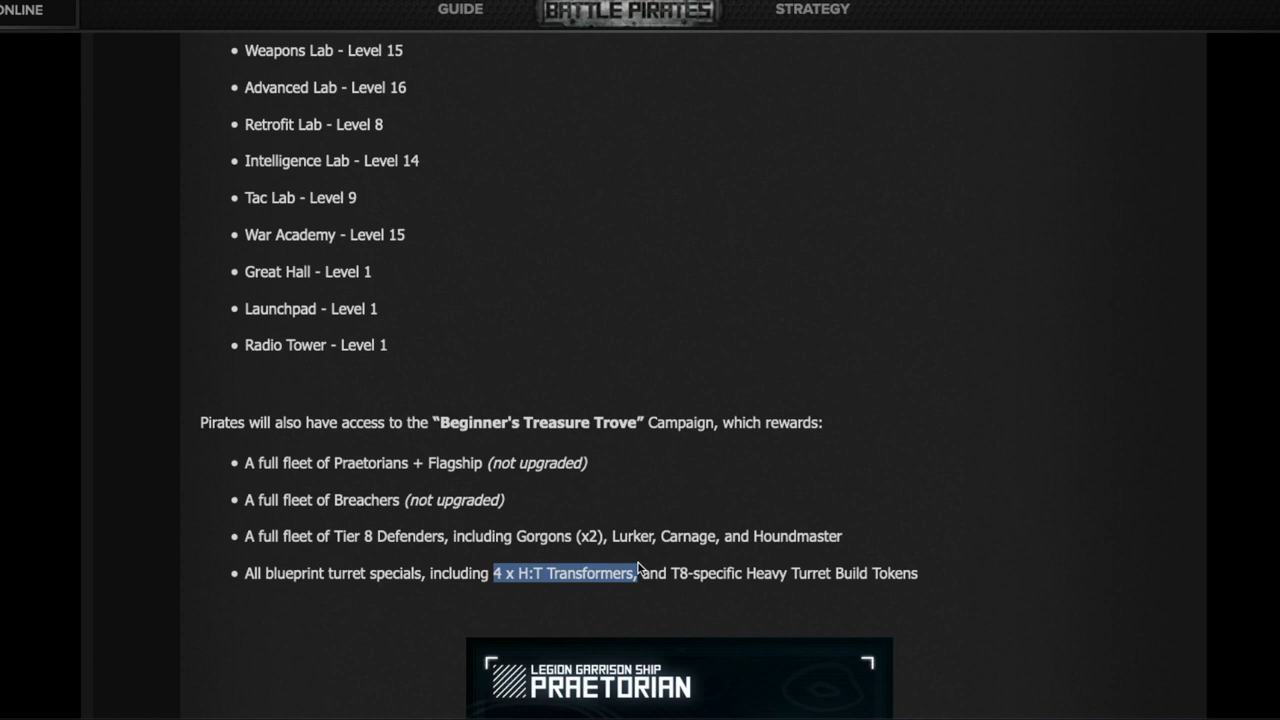 ONLINE
GUIDE
BATTLE PIRATES
STRATEGY
• Weapons Lab - Level 15
• Advanced Lab - Level 16
• Retrofit Lab - Level 8
• Intelligence Lab - Level 14
• Tac Lab - Level 9
• War Academy - Level 15
• Great Hall - Level 1
• Launchpad - Level 1
• Radio Tower - Level 1
Pirates will also have access to the “Beginner's Treasure Trove” Campaign, which rewards:
• A full fleet of Praetorians + Flagship (not upgraded)
• A full fleet of Breachers (not upgraded)
• A full fleet of Tier 8 Defenders, including Gorgons (x2), Lurker, Carnage, and Houndmaster
• All blueprint turret specials, including 4 x H:T Transformers, and T8-specific Heavy Turret Build Tokens
LEGION GARRISON SHIP
PRAETORIAN